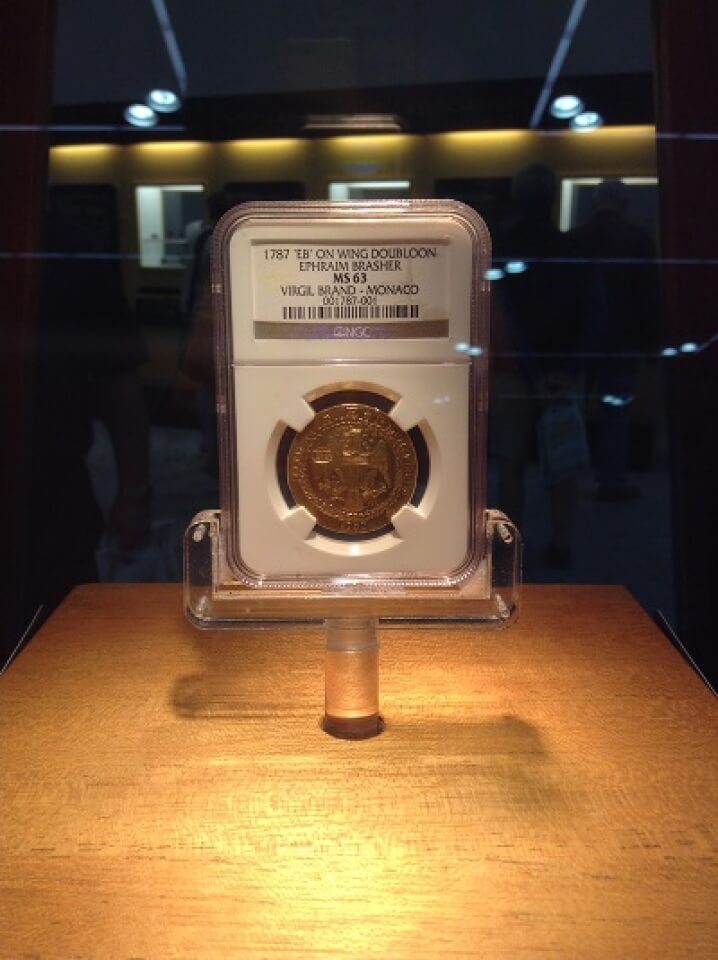 1787 'EB' ON WING DOUBLOON
EPHRAIM BRASHER
MS 63
VIRGIL BRAND - MONACO
001787-001
NGC